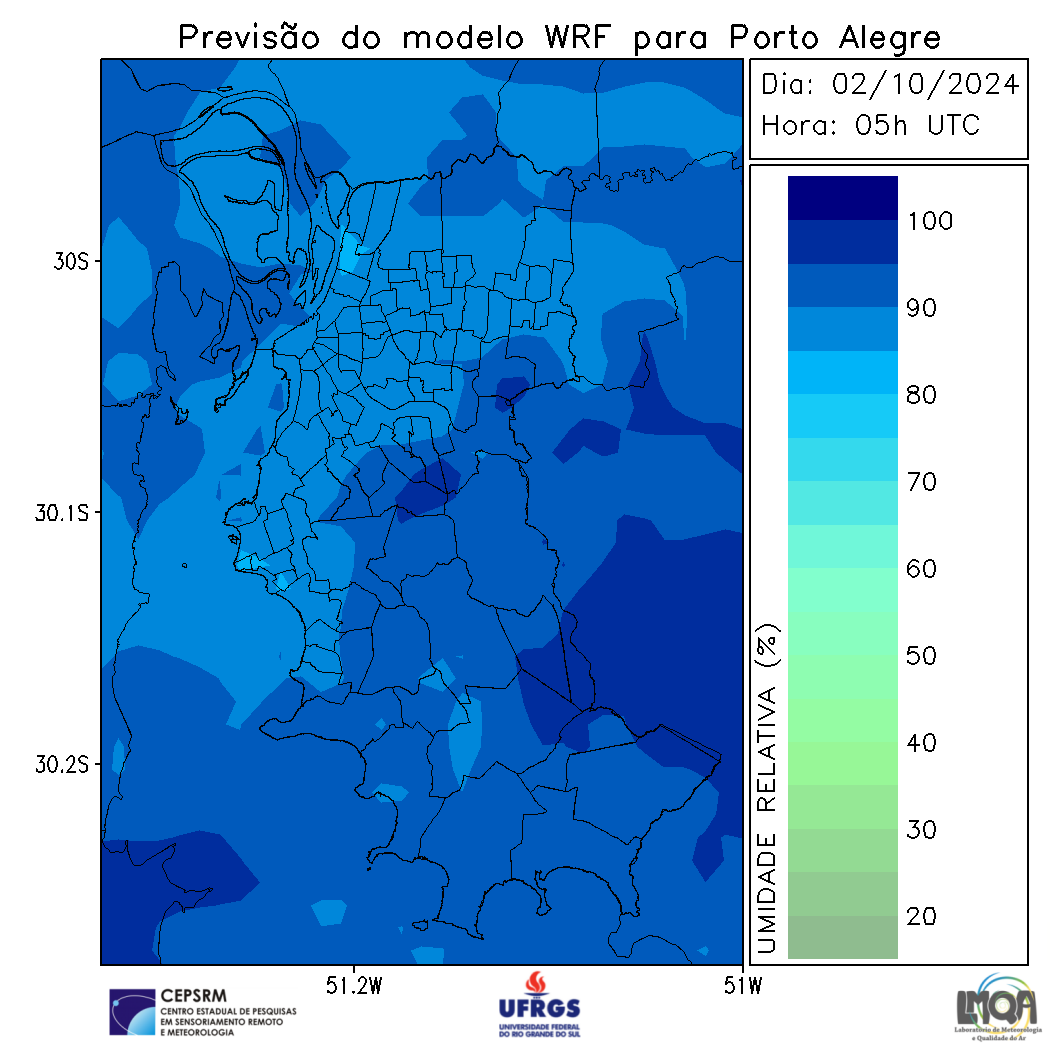 Previsão do modelo WRF para Porto Alegre
Dia: 02/10/2024
Hora: 05h UTC
100
90
80
70
60
50
40
30
20
UMIDADE RELATIVA (%)
30S
30.1S
30.2S
51.2W
51W
CEPSRM
CENTRO ESTADUAL DE PESQUISAS
EM SENSORIAMENTO REMOTO
E METEOROLOGIA
UFRGS
UNIVERSIDADE FEDERAL
DO RIO GRANDE DO SUL
LMQA
Laboratório de Meteorologia
e Qualidade do Ar